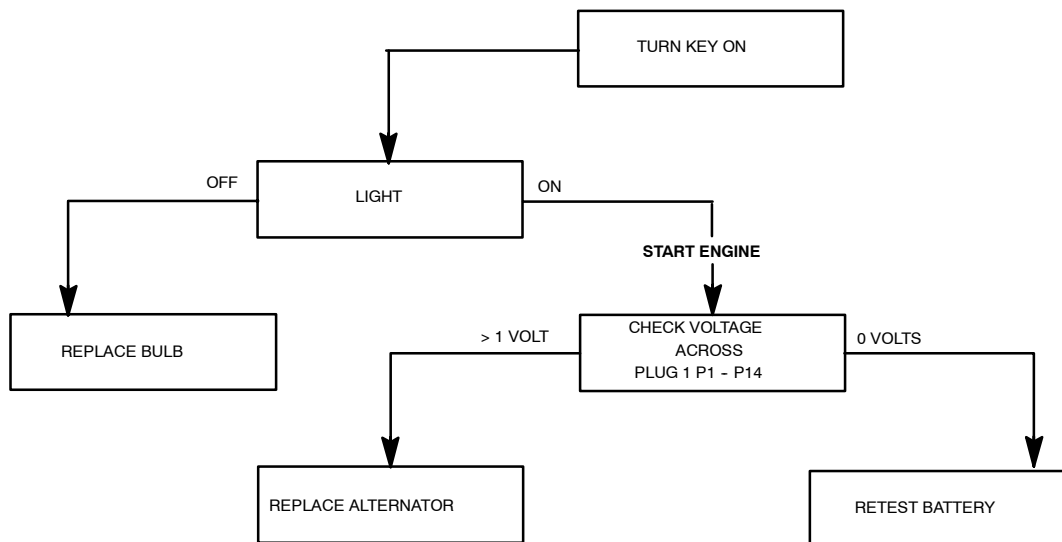 TURN KEY ON
OFF
LIGHT
ON
START ENGINE
REPLACE BULB
> 1 VOLT
CHECK VOLTAGE
ACROSS
PLUG 1 P1 - P14
0 VOLTS
REPLACE ALTERNATOR
RETEST BATTERY